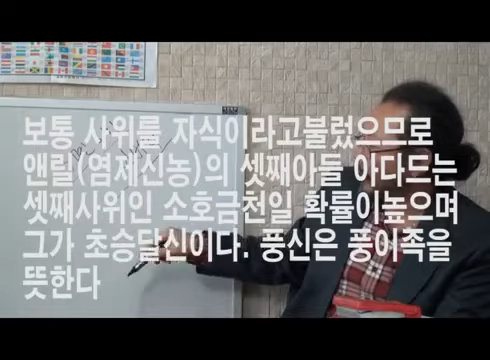 보통 사위를 자식이라고불렀으므로
앤릴(염제신농)의 셋째아들 아다드는
셋째사위인 소호금천일 확률이높으며
그가 초승달신이다. 풍신은 풍이족을
뜻한다